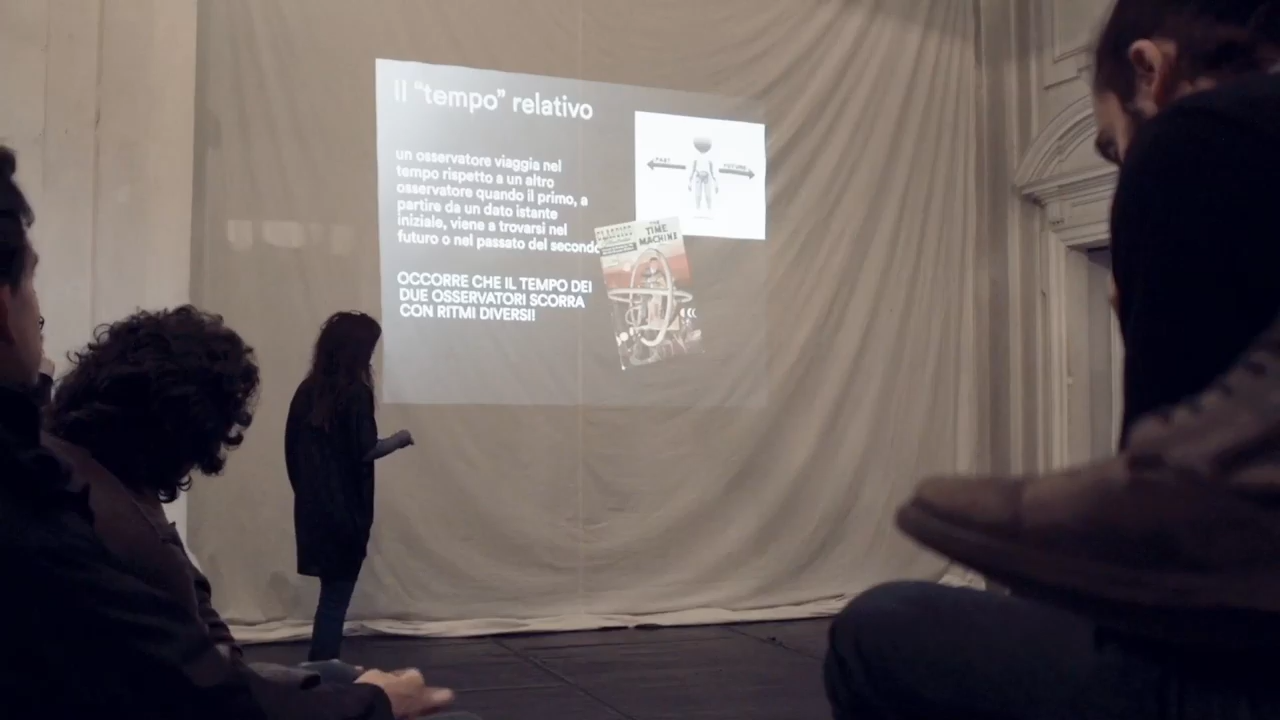 Il “tempo” relativo
un osservatore viaggia nel
tempo rispetto a un altro
osservatore quando il primo, a
partire da un dato istante
iniziale, viene a trovarsi nel
futuro o nel passato del secondo
OCCORRE CHE IL TEMPO DEI
DUE OSSERVATORI SCORRA
CON RITMI DIVERSI!
PAST
FUTURE
THE
TIME
MACHINE